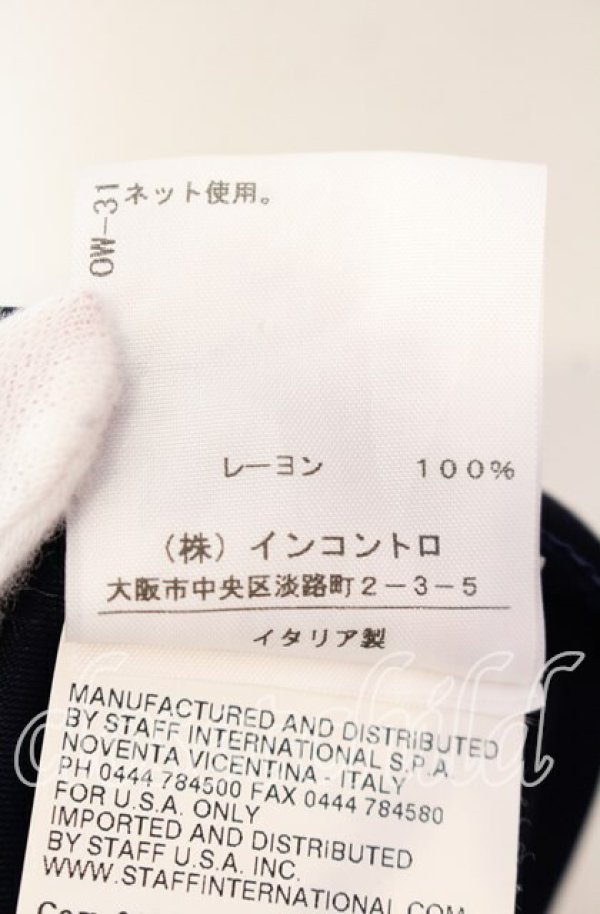 ネット使用。
OW-31
レーヨン 100%
(株)インコントロ
大阪市中央区淡路町2-3-5
イタリア製
MANUFACTURED AND DISTRIBUTED
BY STAFF INTERNATIONAL S.P.A.
NOVENTA VICENTINA - ITALY
PH 0444 784500 FAX 0444 784580
FOR U.S.A. ONLY
IMPORTED AND DISTRIBUTED
BY STAFF U.S.A. INC.
WWW.STAFFINTERNATIONAL.COM